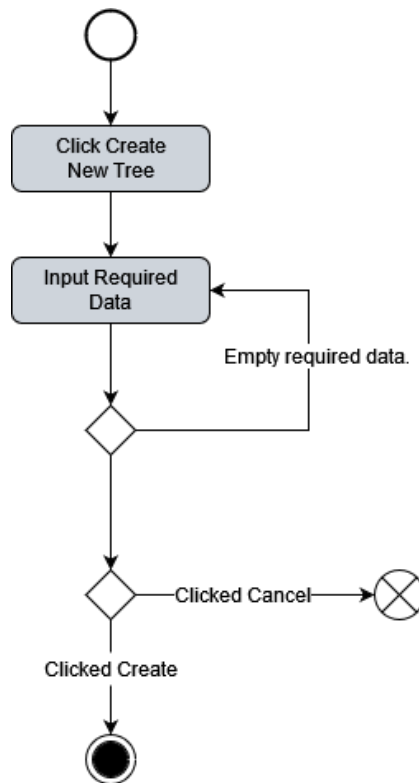 Click Create
New Tree
Input Required
Data
Empty required data.
Clicked Cancel
Clicked Create